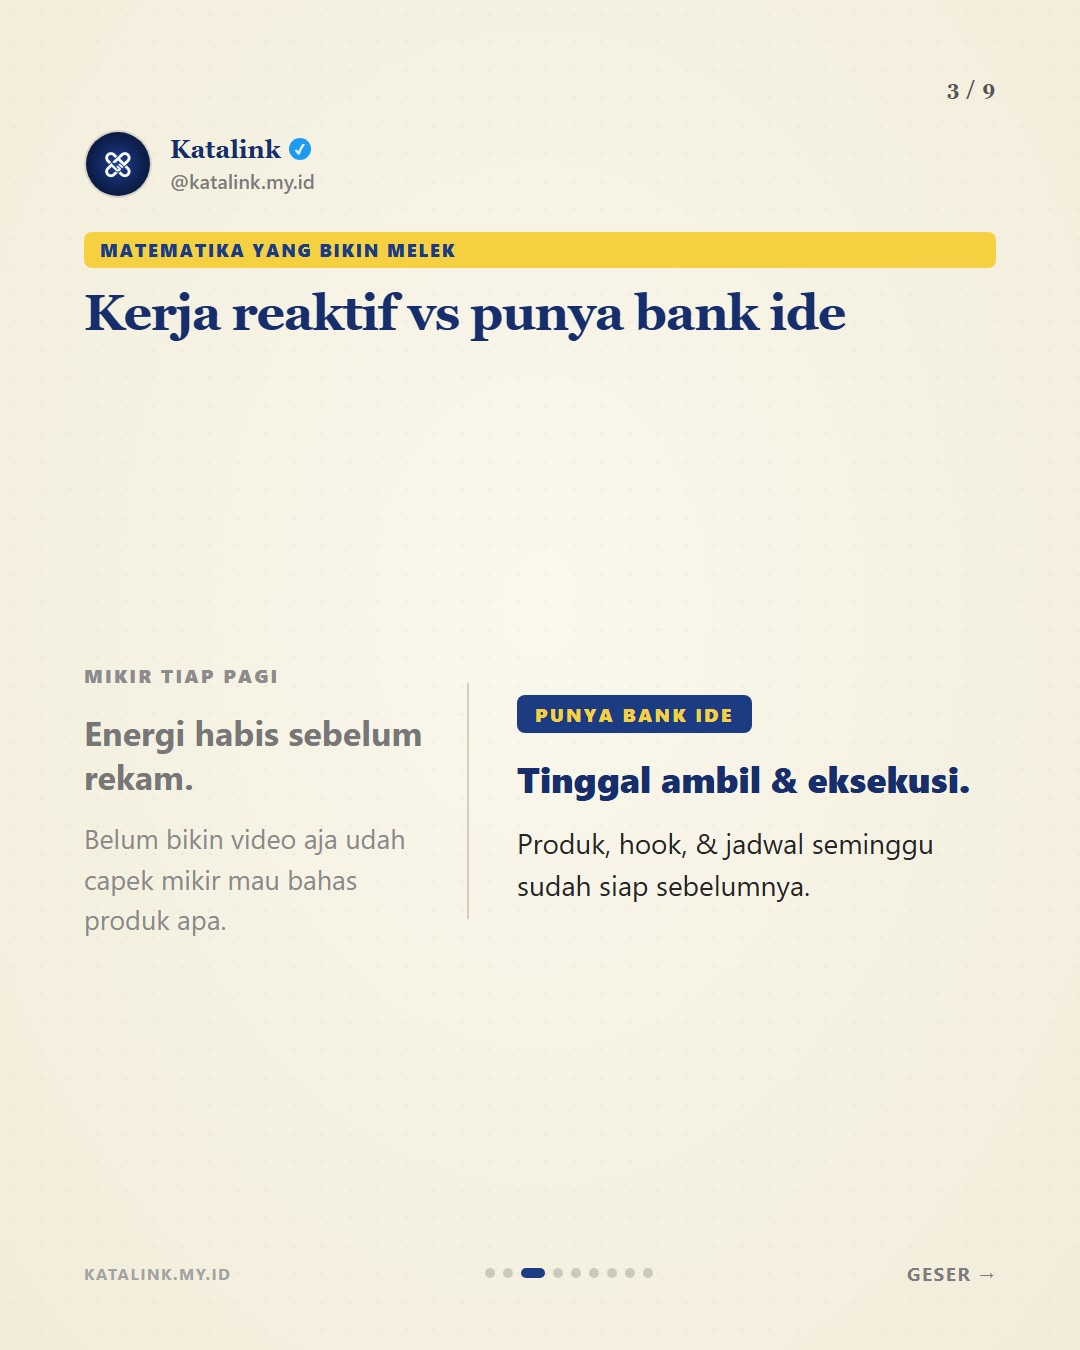 3 / 9
Katalink
@katalink.my.id
MATEMATIKA YANG BIKIN MELEK
Kerja reaktif vs punya bank ide
MIKIR TIAP PAGI
Energi habis sebelum
rekam.
Belum bikin video aja udah
capek mikir mau bahas
produk apa.
PUNYA BANK IDE
Tinggal ambil & eksekusi.
Produk, hook, & jadwal seminggu
sudah siap sebelumnya.
KATALINK.MY.ID
GESER →